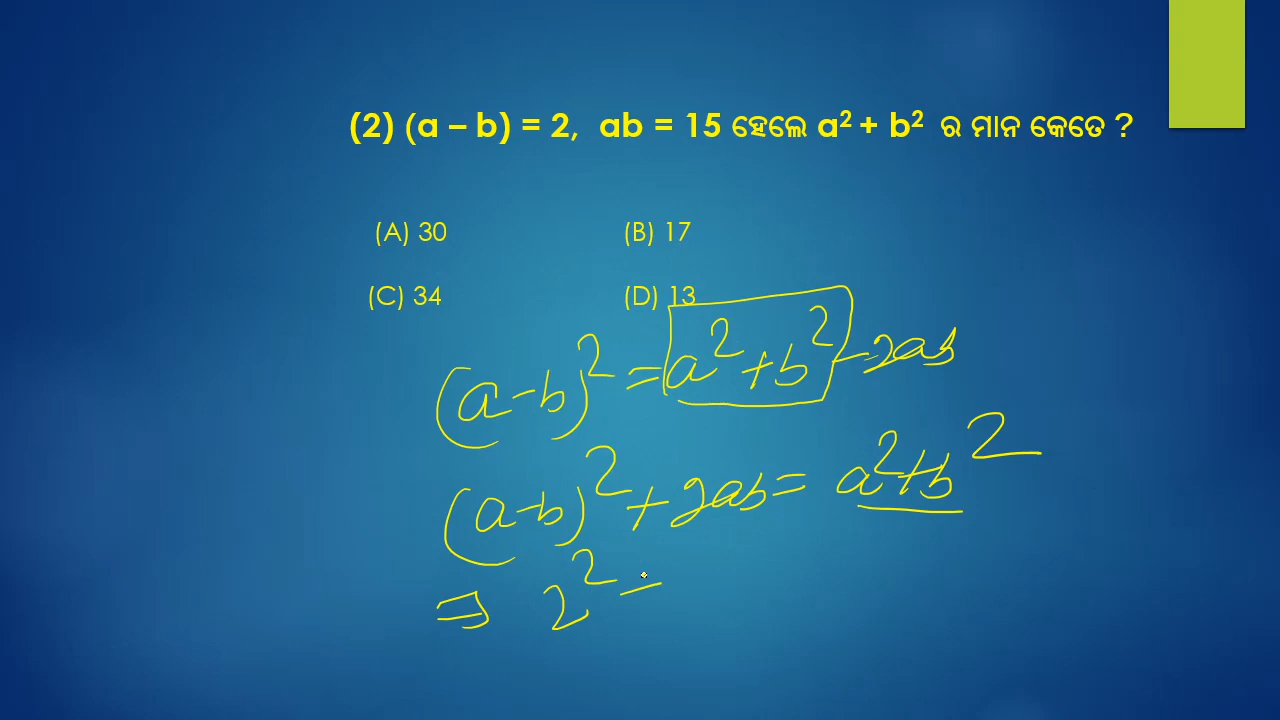 (2) (a – b) = 2, ab = 15 ହେଲେ a² + b² ର ମାନ କେତେ ?
(A) 30 (B) 17
(C) 34 (D) 13
(a-b)² = a²+b² -2ab
(a-b)²+2ab= a²+b²
⇒ 2² -